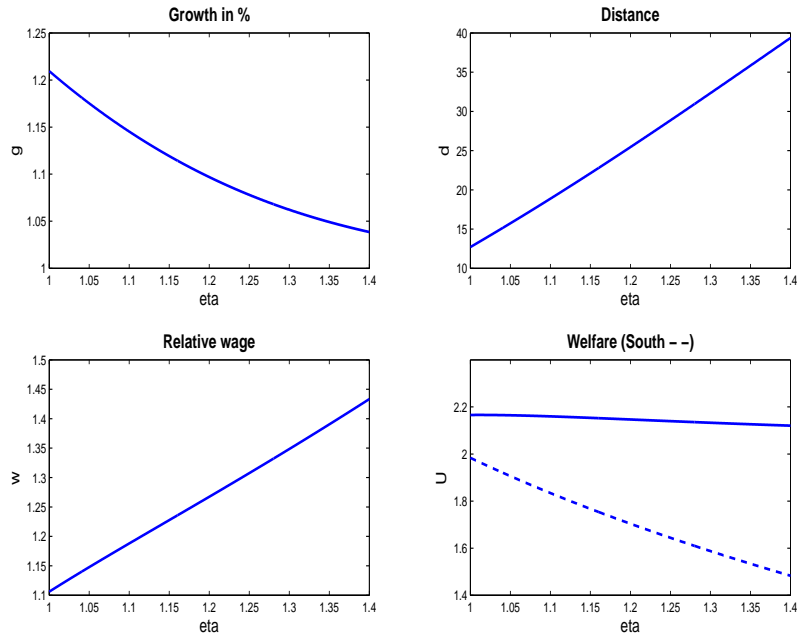 Growth in %
1.25
1.2
1.15
1.1
1.05
1
g
1 1.05 1.1 1.15 1.2 1.25 1.3 1.35 1.4
eta
Distance
40
35
30
25
20
15
10
d
1 1.05 1.1 1.15 1.2 1.25 1.3 1.35 1.4
eta
Relative wage
1.5
1.45
1.4
1.35
1.3
1.25
1.2
1.15
1.1
w
1 1.05 1.1 1.15 1.2 1.25 1.3 1.35 1.4
eta
Welfare (South – –)
2.2
2
1.8
1.6
1.4
U
1 1.05 1.1 1.15 1.2 1.25 1.3 1.35 1.4
eta